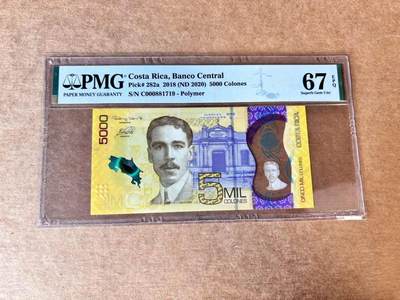 PMG
PAPER MONEY GUARANTY
Costa Rica, Banco Central
Pick# 282a 2018 (ND 2020) 5000 Colones
S/N C000881719 - Polymer
67 EPQ
Superb Gem Unc
5000
5 MIL
COLONES
CINCO MIL COLONES
COSTA RICA